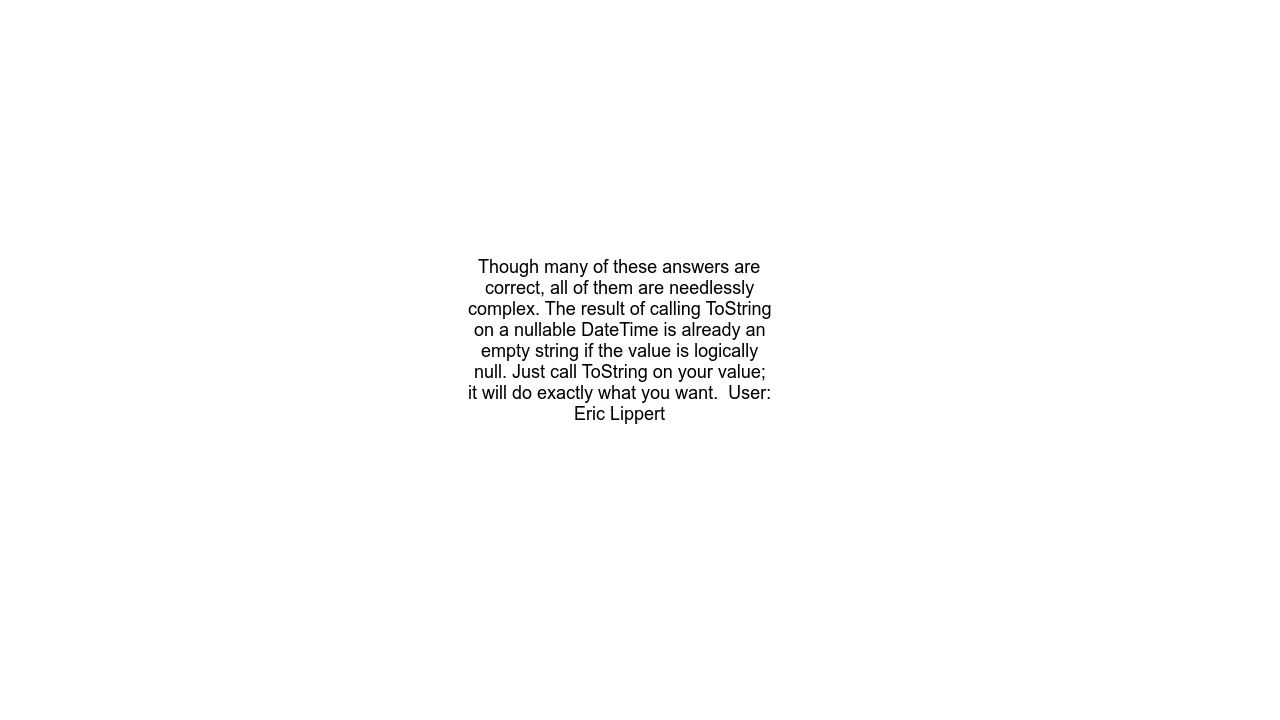 Though many of these answers are
correct, all of them are needlessly
complex. The result of calling ToString
on a nullable DateTime is already an
empty string if the value is logically
null. Just call ToString on your value;
it will do exactly what you want.  User:
Eric Lippert